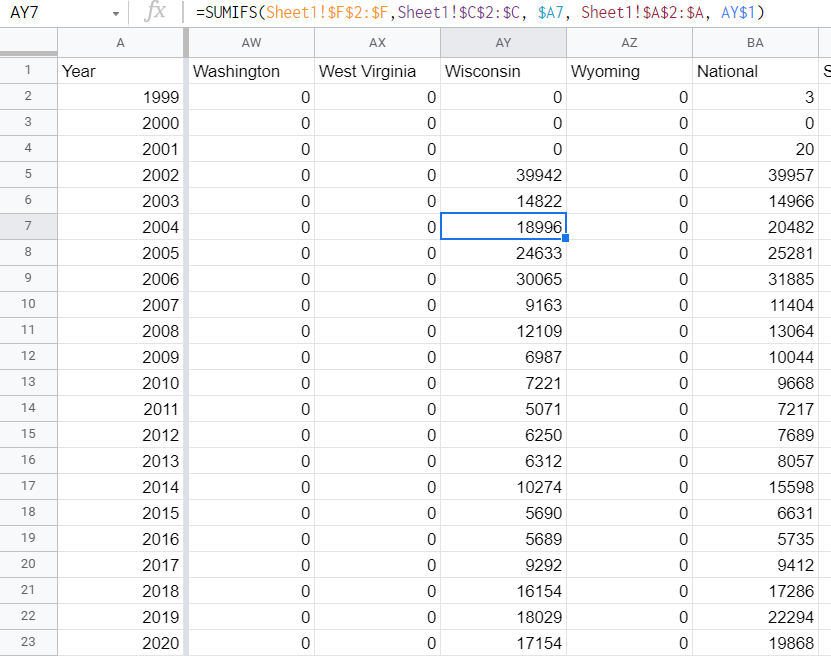 AY7 fx =SUMIFS(Sheet1!$F$2:$F,Sheet1!$C$2:$C, $A7, Sheet1!$A$2:$A, AY$1)
A AW AX AY AZ BA
1 Year Washington West Virginia Wisconsin Wyoming National S
2 1999 0 0 0 0 3
3 2000 0 0 0 0 0
4 2001 0 0 0 0 20
5 2002 0 0 39942 0 39957
6 2003 0 0 14822 0 14966
7 2004 0 0 18996 0 20482
8 2005 0 0 24633 0 25281
9 2006 0 0 30065 0 31885
10 2007 0 0 9163 0 11404
11 2008 0 0 12109 0 13064
12 2009 0 0 6987 0 10044
13 2010 0 0 7221 0 9668
14 2011 0 0 5071 0 7217
15 2012 0 0 6250 0 7689
16 2013 0 0 6312 0 8057
17 2014 0 0 10274 0 15598
18 2015 0 0 5690 0 6631
19 2016 0 0 5689 0 5735
20 2017 0 0 9292 0 9412
21 2018 0 0 16154 0 17286
22 2019 0 0 18029 0 22294
23 2020 0 0 17154 0 19868